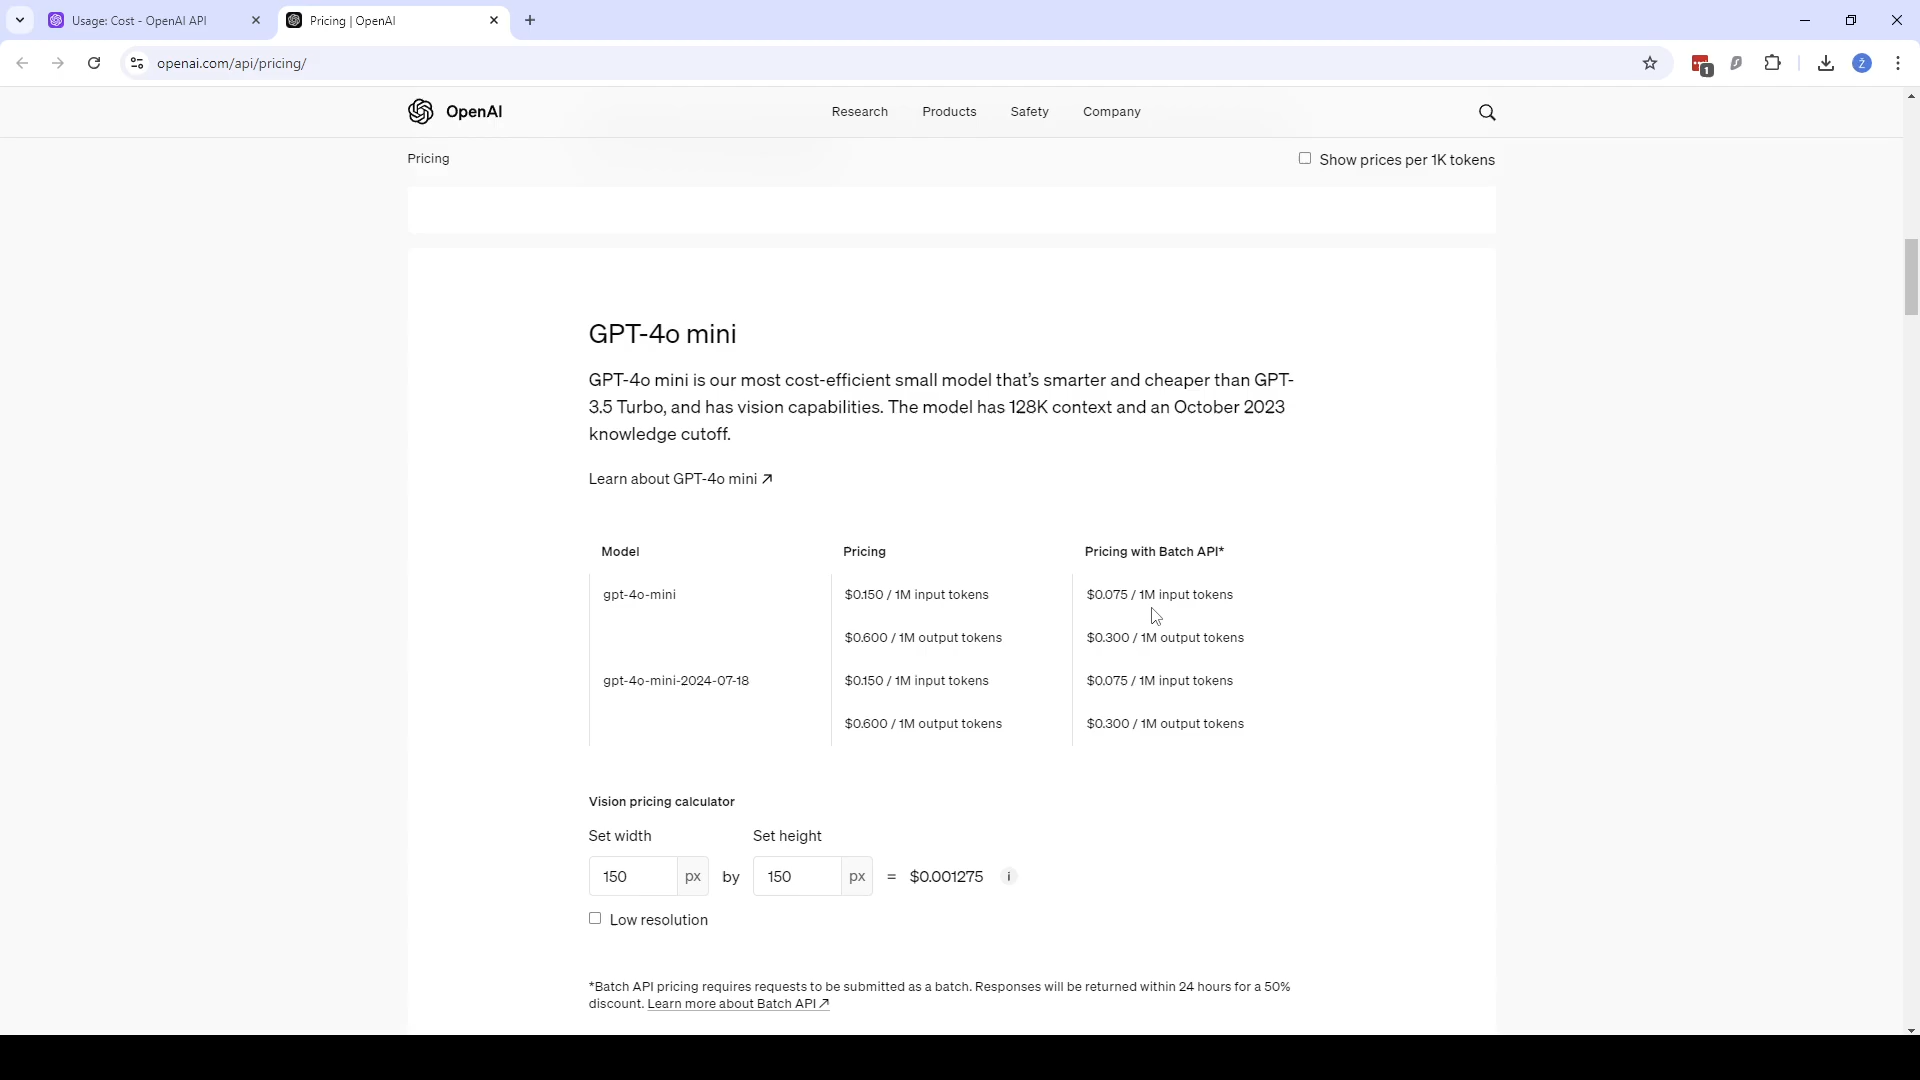 Usage: Cost - OpenAI API
Pricing | OpenAI
openai.com/api/pricing/
1
Ž
OpenAI
Research
Products
Safety
Company
Pricing
Show prices per 1K tokens
GPT-4o mini
GPT-4o mini is our most cost-efficient small model that's smarter and cheaper than GPT-
3.5 Turbo, and has vision capabilities. The model has 128K context and an October 2023
knowledge cutoff.
Learn about GPT-4o mini ↗
Model Pricing Pricing with Batch API*
gpt-4o-mini $0.150 / 1M input tokens $0.075 / 1M input tokens
$0.600 / 1M output tokens $0.300 / 1M output tokens
gpt-4o-mini-2024-07-18 $0.150 / 1M input tokens $0.075 / 1M input tokens
$0.600 / 1M output tokens $0.300 / 1M output tokens
Vision pricing calculator
Set width Set height
150 px by 150 px = $0.001275 i
Low resolution
*Batch API pricing requires requests to be submitted as a batch. Responses will be returned within 24 hours for a 50%
discount. Learn more about Batch API ↗